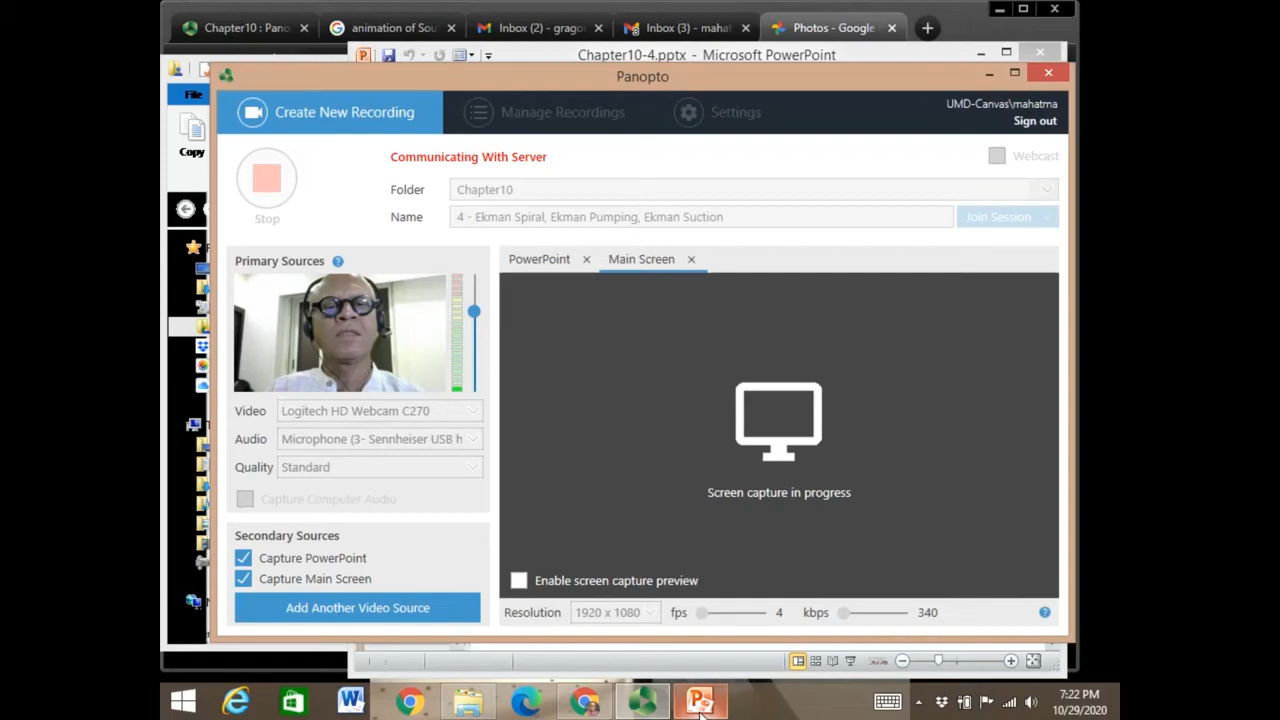 Chapter10 : Pano
animation of Sou
Inbox (2) - grago
Inbox (3) - maha
Photos - Google
Chapter10-4.pptx - Microsoft PowerPoint
Panopto
File
Copy
Create New Recording
Manage Recordings
Settings
UMD-Canvas\mahatma
Sign out
Stop
Communicating With Server
Webcast
Folder
Chapter10
Name
4 - Ekman Spiral, Ekman Pumping, Ekman Suction
Join Session
Primary Sources
PowerPoint
Main Screen
Video
Logitech HD Webcam C270
Audio
Microphone (3- Sennheiser USB h
Quality
Standard
Capture Computer Audio
Screen capture in progress
Secondary Sources
Capture PowerPoint
Capture Main Screen
Add Another Video Source
Enable screen capture preview
Resolution 1920 x 1080 fps 4 kbps 340
7:22 PM
10/29/2020